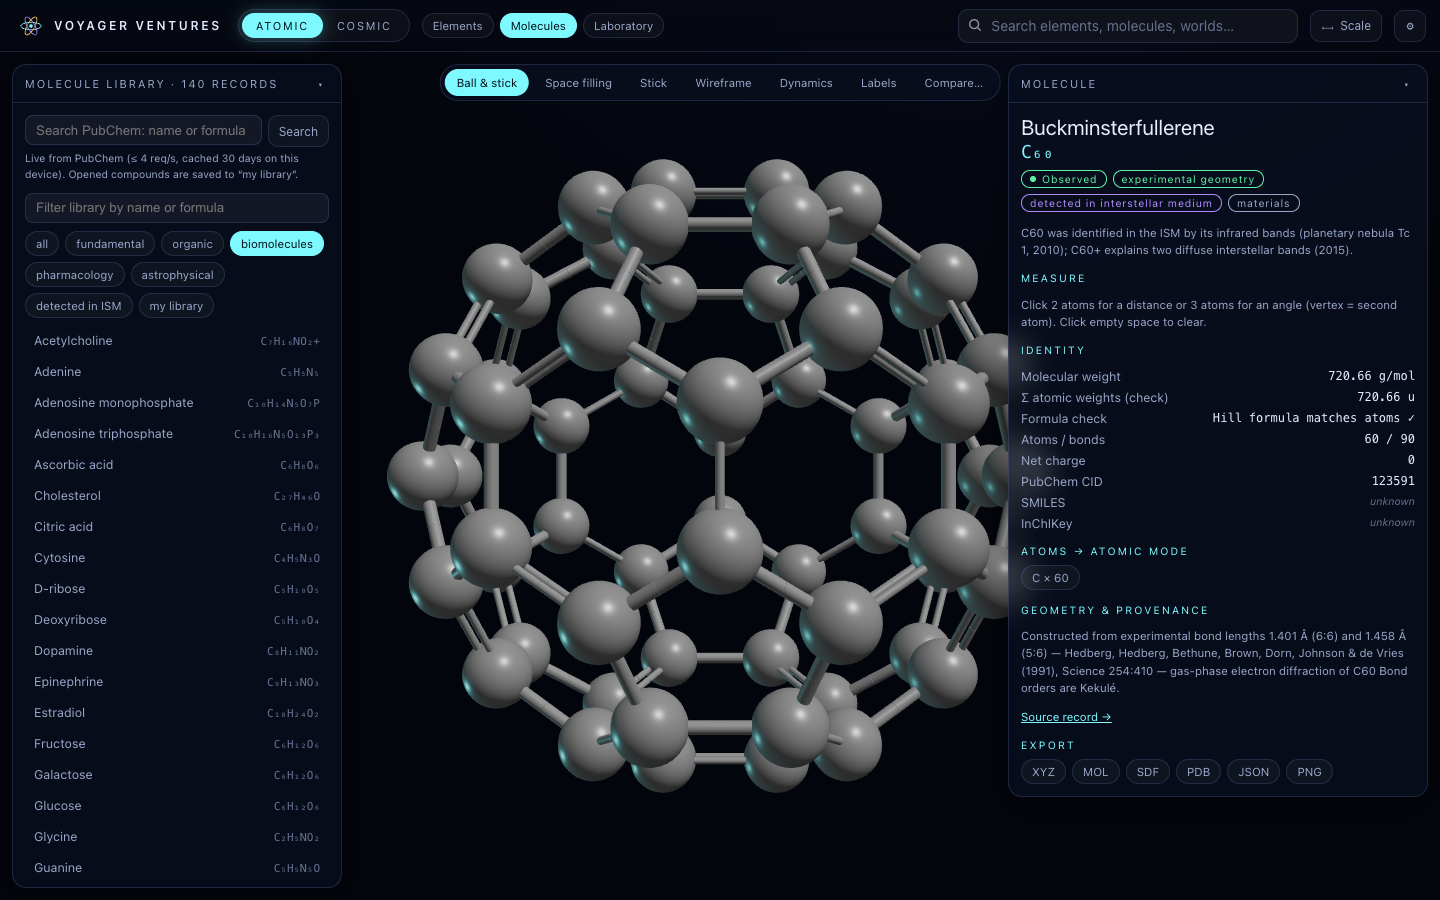 VOYAGER VENTURES
ATOMIC
COSMIC
Elements
Molecules
Laboratory
Search elements, molecules, worlds...
Scale
MOLECULE LIBRARY · 140 RECORDS
Search PubChem: name or formula
Search
Live from PubChem (≤ 4 req/s, cached 30 days on this
device). Opened compounds are saved to “my library”.
Filter library by name or formula
all
fundamental
organic
biomolecules
pharmacology
astrophysical
detected in ISM
my library
Acetylcholine C₇H₁₆NO₂+
Adenine C₅H₅N₅
Adenosine monophosphate C₁₀H₁₄N₅O₇P
Adenosine triphosphate C₁₀H₁₆N₅O₁₃P₃
Ascorbic acid C₆H₈O₆
Cholesterol C₂₇H₄₆O
Citric acid C₆H₈O₇
Cytosine C₄H₅N₃O
D-ribose C₅H₁₀O₅
Deoxyribose C₅H₁₀O₄
Dopamine C₈H₁₁NO₂
Epinephrine C₉H₁₃NO₃
Estradiol C₁₈H₂₄O₂
Fructose C₆H₁₂O₆
Galactose C₆H₁₂O₆
Glucose C₆H₁₂O₆
Glycine C₂H₅NO₂
Guanine C₅H₅N₅O
Ball & stick
Space filling
Stick
Wireframe
Dynamics
Labels
Compare...
MOLECULE
Buckminsterfullerene
C₆₀
Observed
experimental geometry
detected in interstellar medium
materials
C60 was identified in the ISM by its infrared bands (planetary nebula Tc
1, 2010); C60+ explains two diffuse interstellar bands (2015).
MEASURE
Click 2 atoms for a distance or 3 atoms for an angle (vertex = second
atom). Click empty space to clear.
IDENTITY
Molecular weight 720.66 g/mol
Σ atomic weights (check) 720.66 u
Formula check Hill formula matches atoms ✓
Atoms / bonds 60 / 90
Net charge 0
PubChem CID 123591
SMILES unknown
InChIKey unknown
ATOMS → ATOMIC MODE
C × 60
GEOMETRY & PROVENANCE
Constructed from experimental bond lengths 1.401 Å (6:6) and 1.458 Å
(5:6) — Hedberg, Hedberg, Bethune, Brown, Dorn, Johnson & de Vries
(1991), Science 254:410 — gas-phase electron diffraction of C60 Bond
orders are Kekulé.
Source record →
EXPORT
XYZ
MOL
SDF
PDB
JSON
PNG